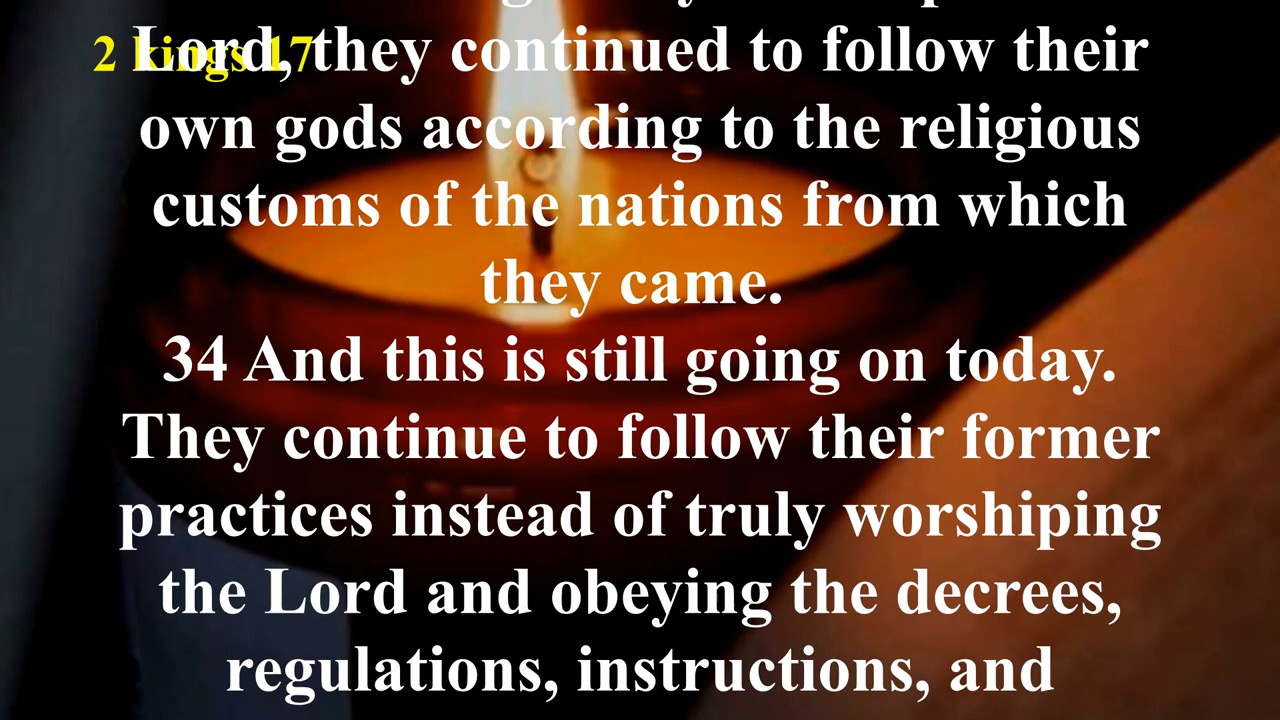 2 kings 17
Lord, they continued to follow their
own gods according to the religious
customs of the nations from which
they came.
34 And this is still going on today.
They continue to follow their former
practices instead of truly worshiping
the Lord and obeying the decrees,
regulations, instructions, and